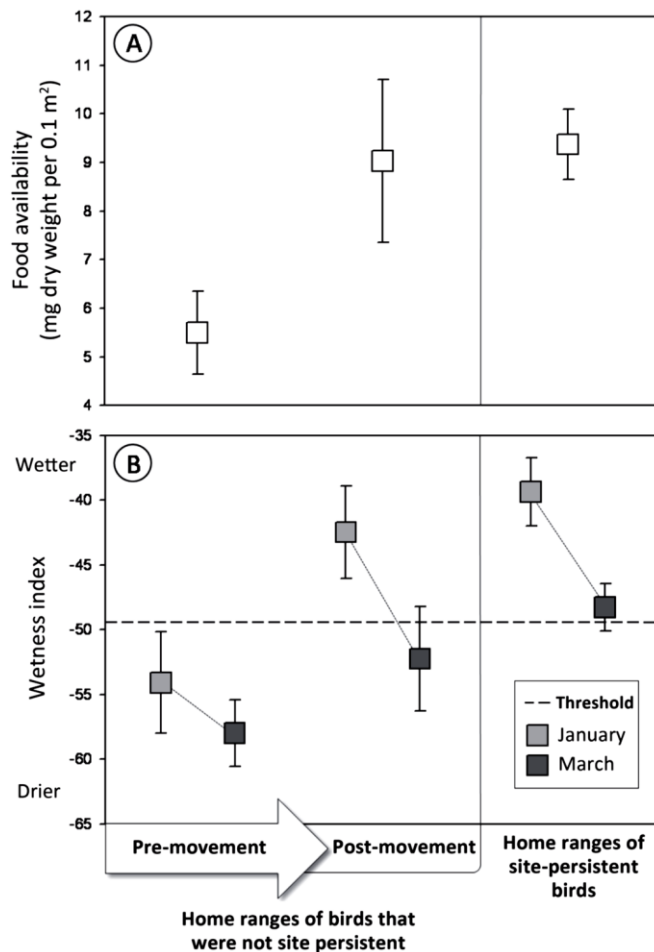 A
Food availability
(mg dry weight per 0.1 m²)
12
11
10
9
8
7
6
5
4
B
Wetter
Wetness index
Drier
-35
-40
-45
-50
-55
-60
-65
Threshold
January
March
Pre-movement
Post-movement
Home ranges of
site-persistent
birds
Home ranges of birds that
were not site persistent